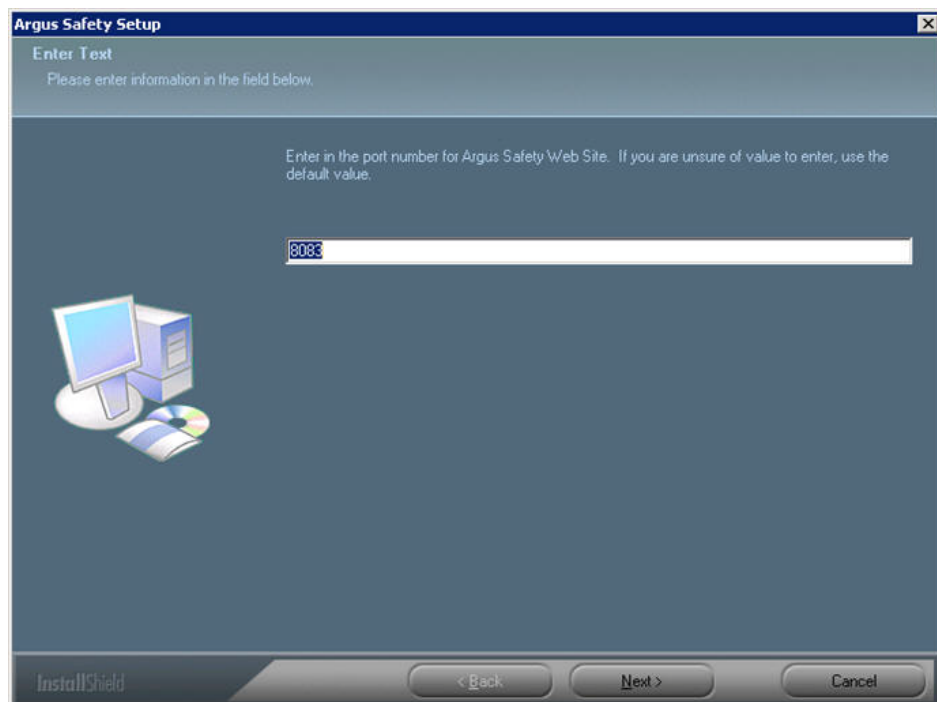 Argus Safety Setup
Enter Text
Please enter information in the field below.
Enter in the port number for Argus Safety Web Site. If you are unsure of value to enter, use the
default value.
8083
InstallShield
< Back
Next >
Cancel